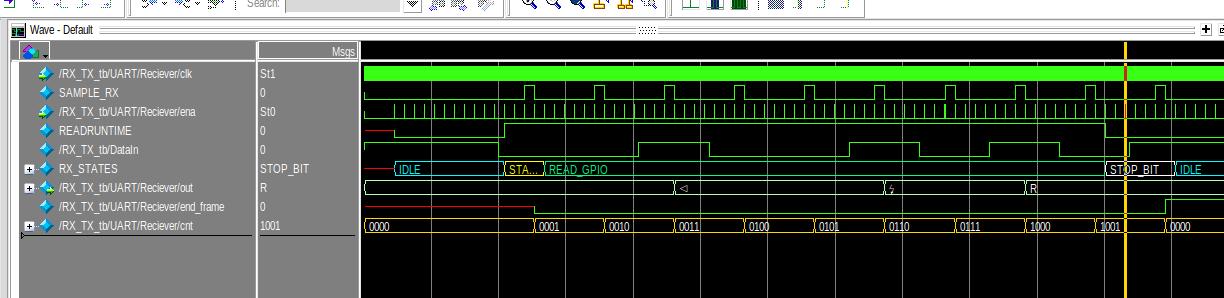 Search:
Wave - Default
Msgs
/RX_TX_tb/UART/Reciever/clk St1
SAMPLE_RX 0
/RX_TX_tb/UART/Reciever/ena St0
READRUNTIME 0
/RX_TX_tb/DataIn 0
RX_STATES STOP_BIT IDLE STA... READ_GPIO STOP_BIT IDLE
/RX_TX_tb/UART/Reciever/out R R
/RX_TX_tb/UART/Reciever/end_frame 0
/RX_TX_tb/UART/Reciever/cnt 1001 0000 0001 0010 0011 0100 0101 0110 0111 1000 1001 0000